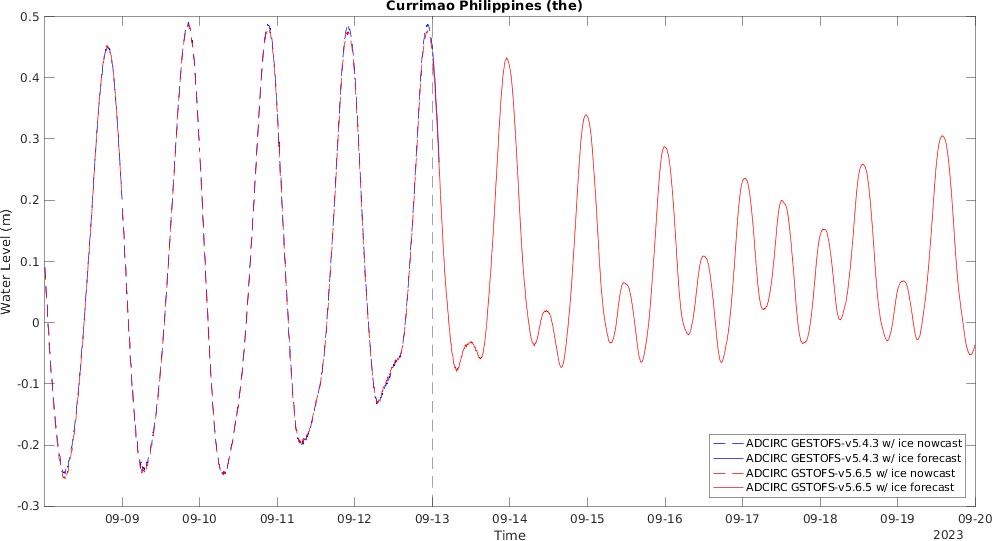 Currimao Philippines (the)
0.5
0.4
0.3
0.2
0.1
0
-0.1
-0.2
-0.3
Water Level (m)
ADCIRC GESTOFS-v5.4.3 w/ ice nowcast
ADCIRC GESTOFS-v5.4.3 w/ ice forecast
ADCIRC GSTOFS-v5.6.5 w/ ice nowcast
ADCIRC GSTOFS-v5.6.5 w/ ice forecast
09-09 09-10 09-11 09-12 09-13 09-14 09-15 09-16 09-17 09-18 09-19 09-20
Time
2023